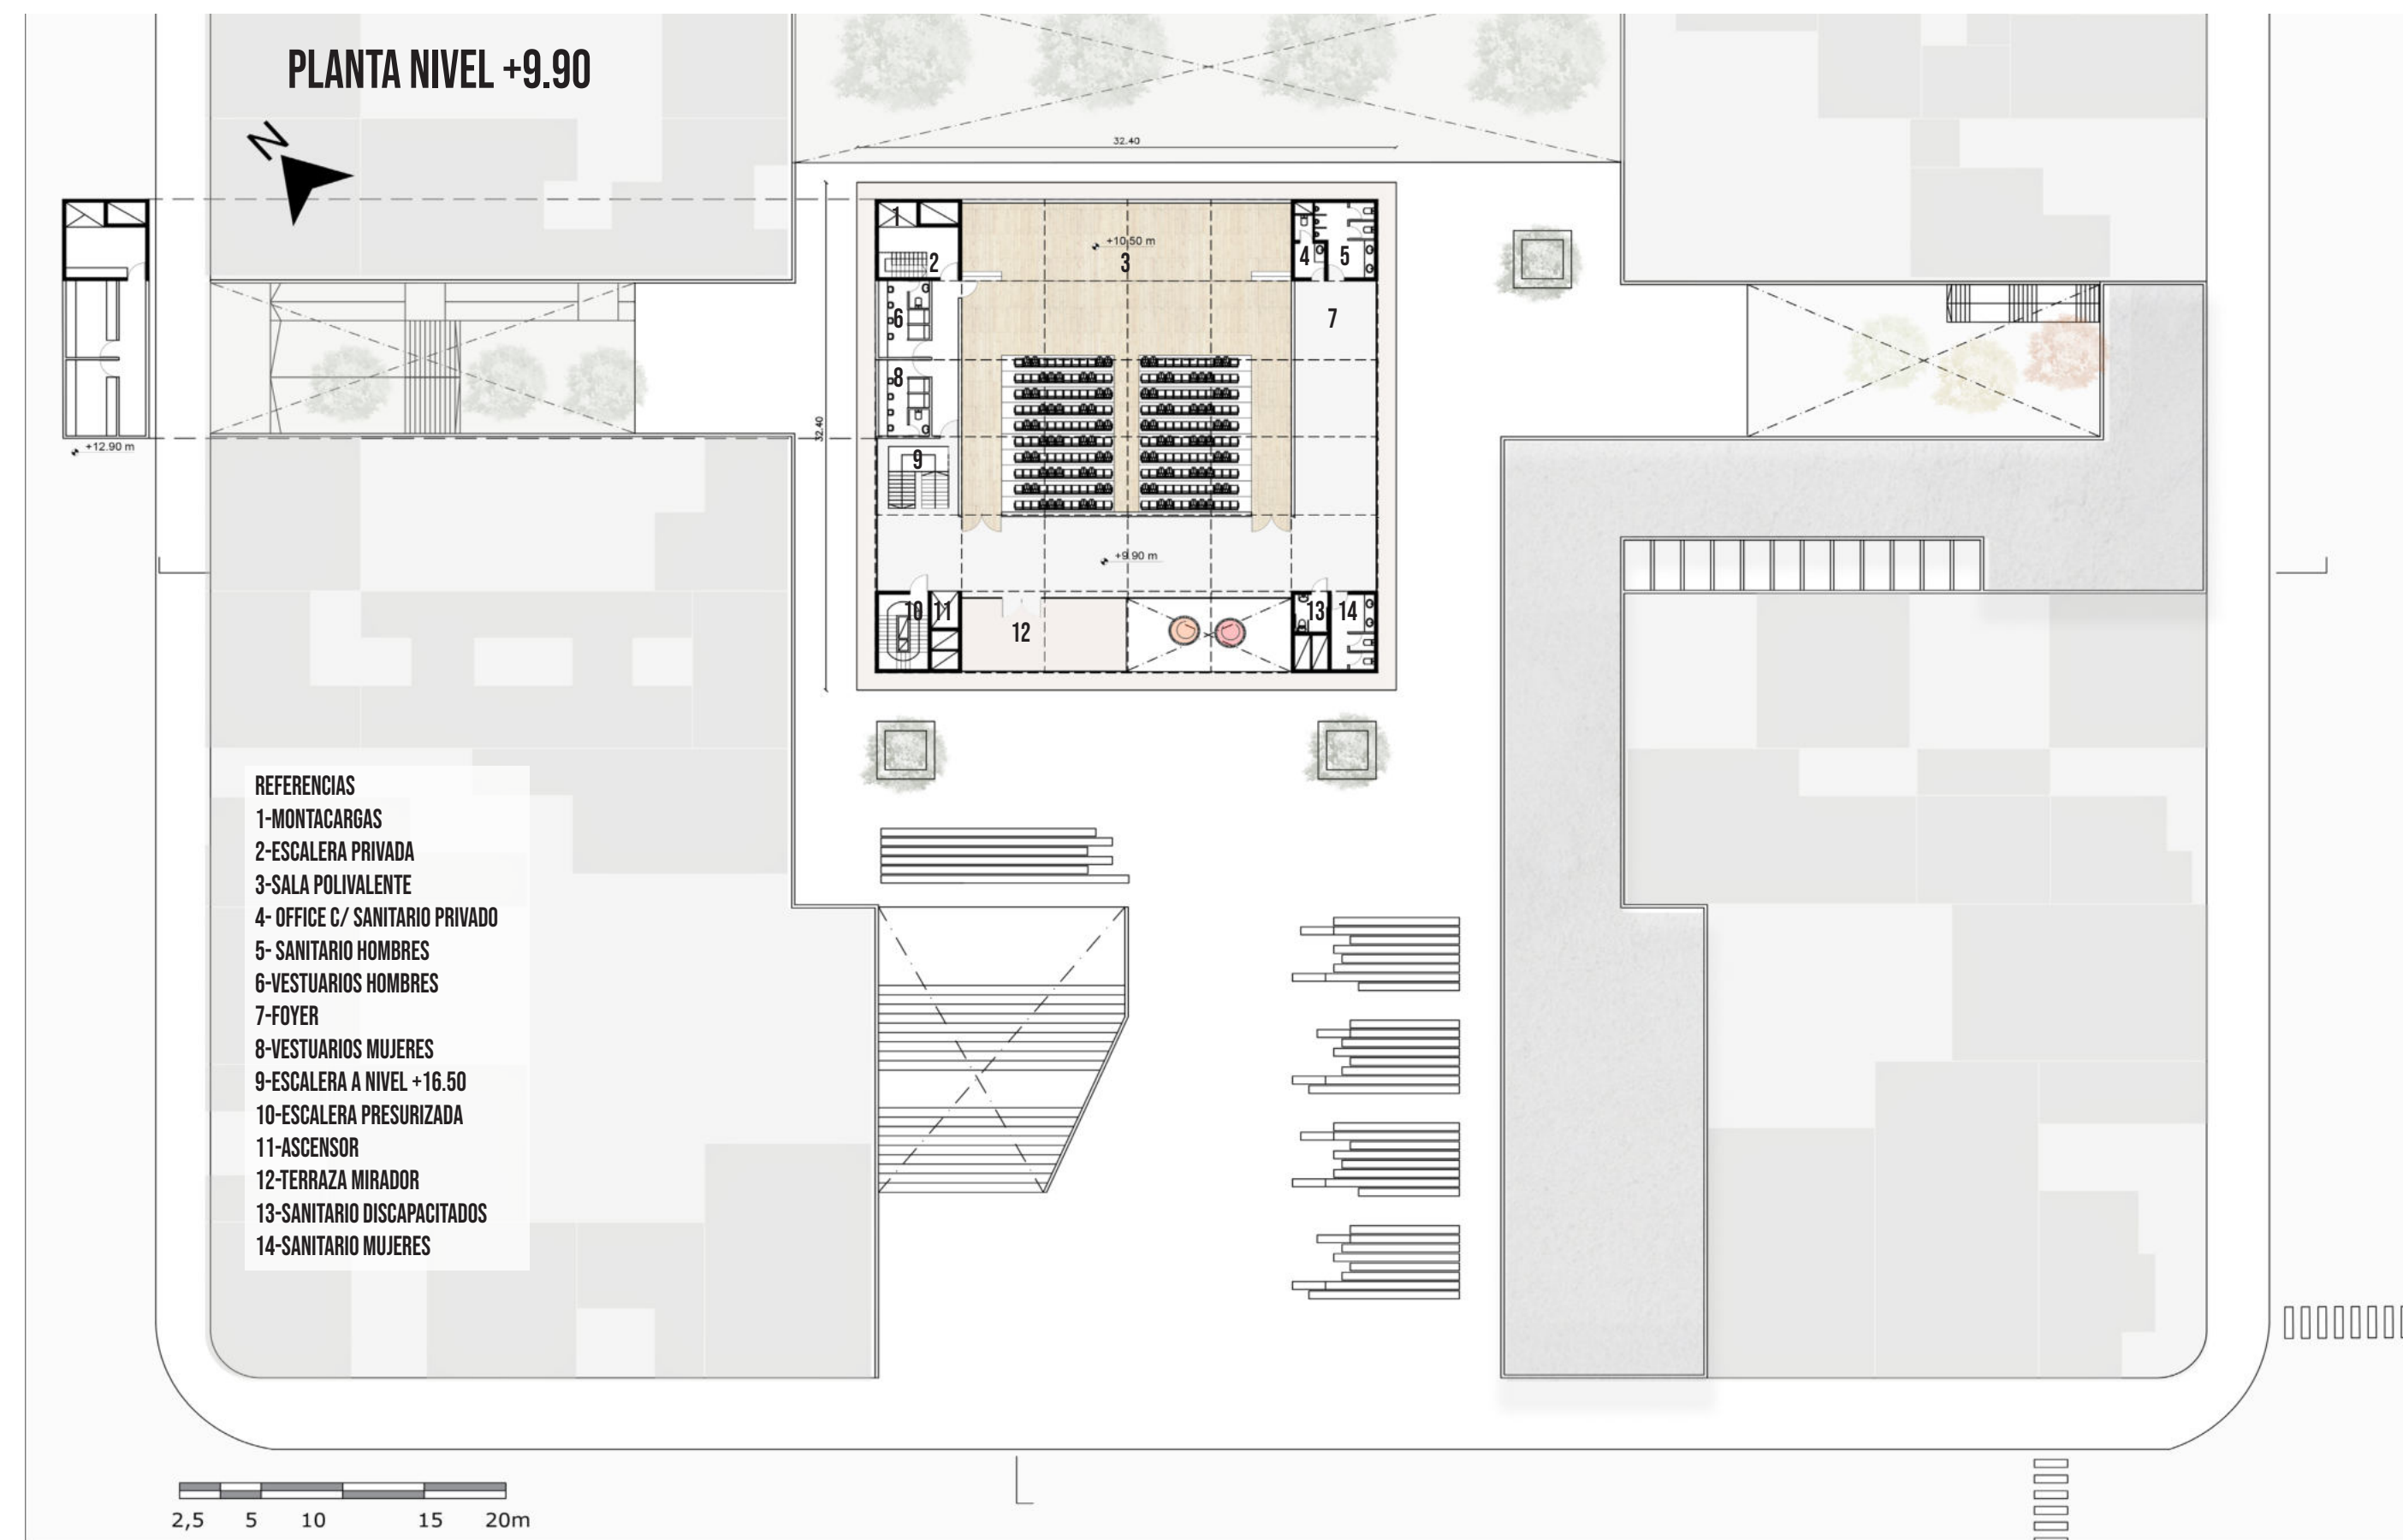 PLANTA NIVEL +9.90
N
32.40
1
+10.50 m
2
3
4
5
6
7
8
32.40
+12.90 m
9
+9.90 m
10
11
12
13
14
REFERENCIAS
1-MONTACARGAS
2-ESCALERA PRIVADA
3-SALA POLIVALENTE
4- OFFICE C/ SANITARIO PRIVADO
5- SANITARIO HOMBRES
6-VESTUARIOS HOMBRES
7-FOYER
8-VESTUARIOS MUJERES
9-ESCALERA A NIVEL +16.50
10-ESCALERA PRESURIZADA
11-ASCENSOR
12-TERRAZA MIRADOR
13-SANITARIO DISCAPACITADOS
14-SANITARIO MUJERES
2,5 5 10 15 20m